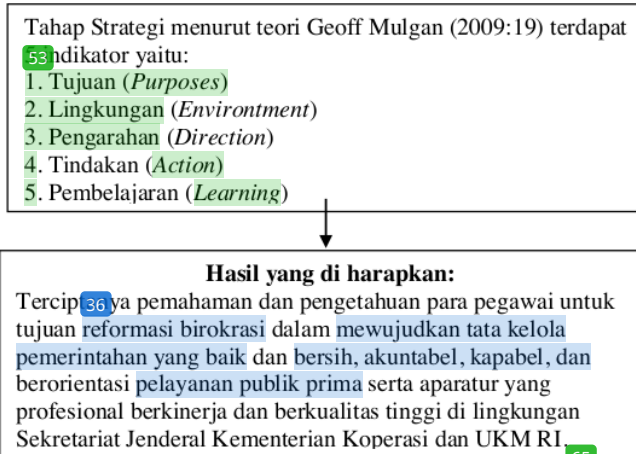 Tahap Strategi menurut teori Geoff Mulgan (2009:19) terdapat
53 indikator yaitu:
1. Tujuan (Purposes)
2. Lingkungan (Environtment)
3. Pengarahan (Direction)
4. Tindakan (Action)
5. Pembelajaran (Learning)
Hasil yang di harapkan:
36 pemahaman dan pengetahuan para pegawai untuk
tujuan reformasi birokrasi dalam mewujudkan tata kelola
pemerintahan yang baik dan bersih, akuntabel, kapabel, dan
berorientasi pelayanan publik prima serta aparatur yang
profesional berkinerja dan berkualitas tinggi di lingkungan
Sekretariat Jenderal Kementerian Koperasi dan UKM RI.